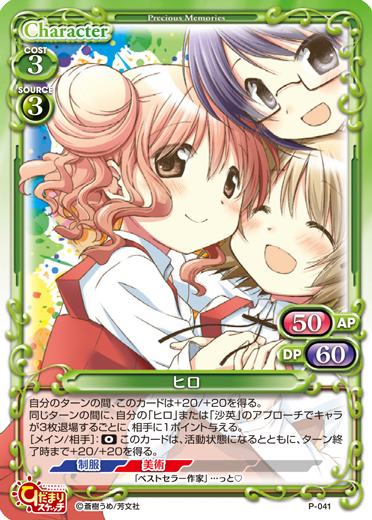 Precious Memories
Character
COST
3
SOURCE
3
50 AP
DP 60
ヒロ
自分のターンの間、このカードは+20/+20を得る。
同じターンの間に、自分の「ヒロ」または「沙英」のアプローチでキャラ
が3枚退場するごとに、相手に1ポイント与える。
[メイン/相手]: このカードは、活動状態になるとともに、ターン終
了時まで+20/+20を得る。
制服 美術
「ベストセラー作家」…っと♡
ひだまりスケッチ
©蒼樹うめ/芳文社
P-041